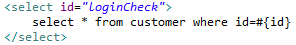 <select id="loginCheck">
select * from customer where id=#{id}
</select>